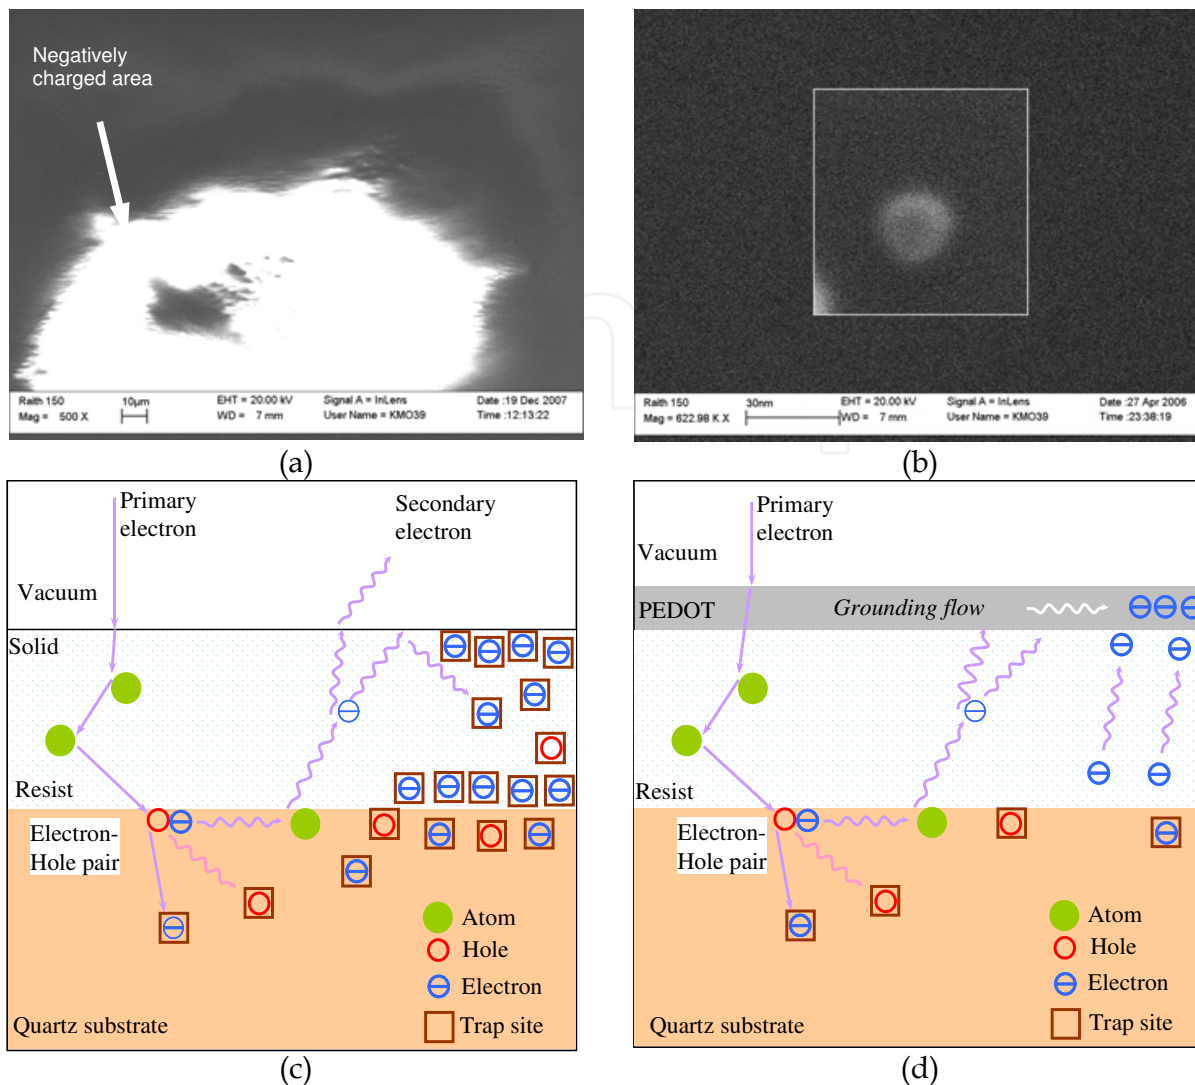 Negatively
charged area
Raith 150
Mag = 500 X
10µm
EHT = 20.00 kV
WD = 7 mm
Signal A = InLens
User Name = KMO39
Date :19 Dec 2007
Time :12:13:22
(a)
Raith 150
Mag = 622.98 K X
30nm
EHT = 20.00 kV
WD = 7 mm
Signal A = InLens
User Name = KMO39
Date :27 Apr 2006
Time :23:38:19
(b)
Primary
electron
Secondary
electron
Vacuum
Solid
Resist
Electron-
Hole pair
Atom
Hole
Electron
Trap site
Quartz substrate
(c)
Primary
electron
Vacuum
PEDOT
Grounding flow
Resist
Electron-
Hole pair
Atom
Hole
Electron
Trap site
Quartz substrate
(d)